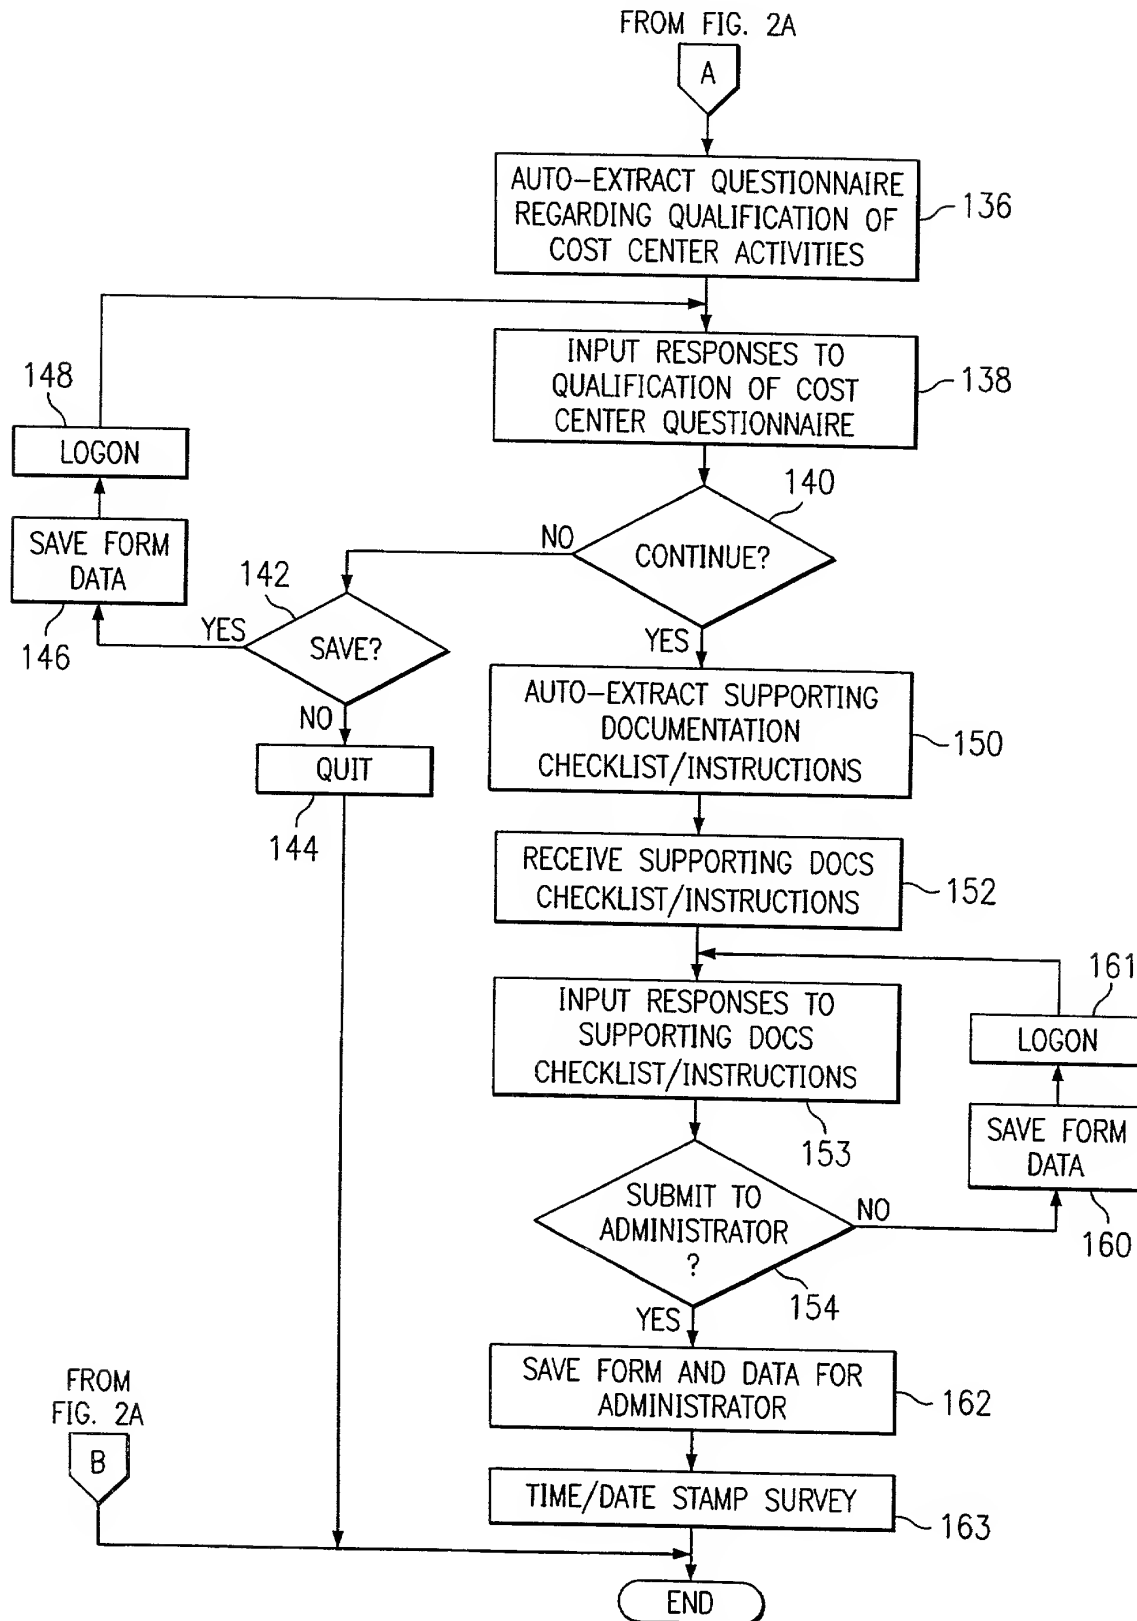 FROM FIG. 2A
A
AUTO-EXTRACT QUESTIONNAIRE
REGARDING QUALIFICATION OF
COST CENTER ACTIVITIES
136
INPUT RESPONSES TO
QUALIFICATION OF COST
CENTER QUESTIONNAIRE
138
148
LOGON
SAVE FORM
DATA
146
140
CONTINUE?
NO
YES
142
SAVE?
YES
NO
QUIT
144
AUTO-EXTRACT SUPPORTING
DOCUMENTATION
CHECKLIST/INSTRUCTIONS
150
RECEIVE SUPPORTING DOCS
CHECKLIST/INSTRUCTIONS
152
INPUT RESPONSES TO
SUPPORTING DOCS
CHECKLIST/INSTRUCTIONS
153
161
LOGON
SAVE FORM
DATA
160
SUBMIT TO
ADMINISTRATOR
?
NO
154
YES
SAVE FORM AND DATA FOR
ADMINISTRATOR
162
FROM
FIG. 2A
B
TIME/DATE STAMP SURVEY
163
END